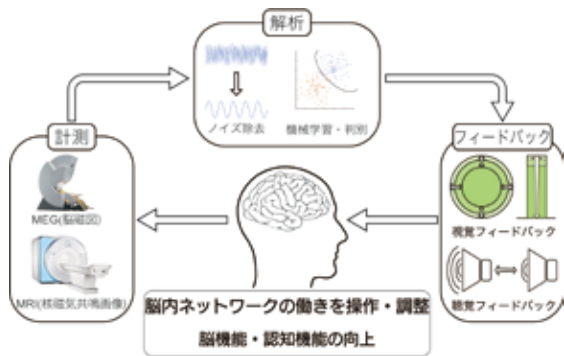 解析
ノイズ除去
機械学習・判別
計測
MEG(脳磁図)
MRI(核磁気共鳴画像)
フィードバック
視覚フィードバック
聴覚フィードバック
脳内ネットワークの働きを操作・調整
脳機能・認知機能の向上